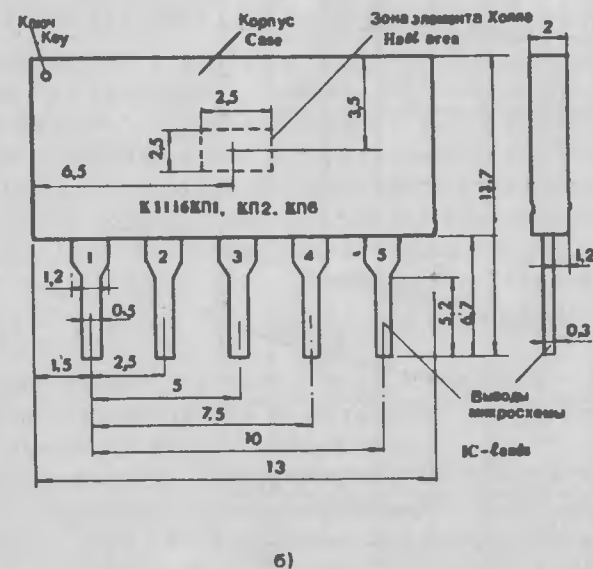 Ключ
Key
Корпус
Case
Зона элемента Холла
Hall area
2
2,5
3,5
2,5
6,5
13,7
К1116КП1, КП2. КП6
1 2 3 4 5
1,2
1,2
0,5
5,2
6,7
0,3
1,5
2,5
5
7,5
10
13
Выводы
микросхемы
IC-leads
б)